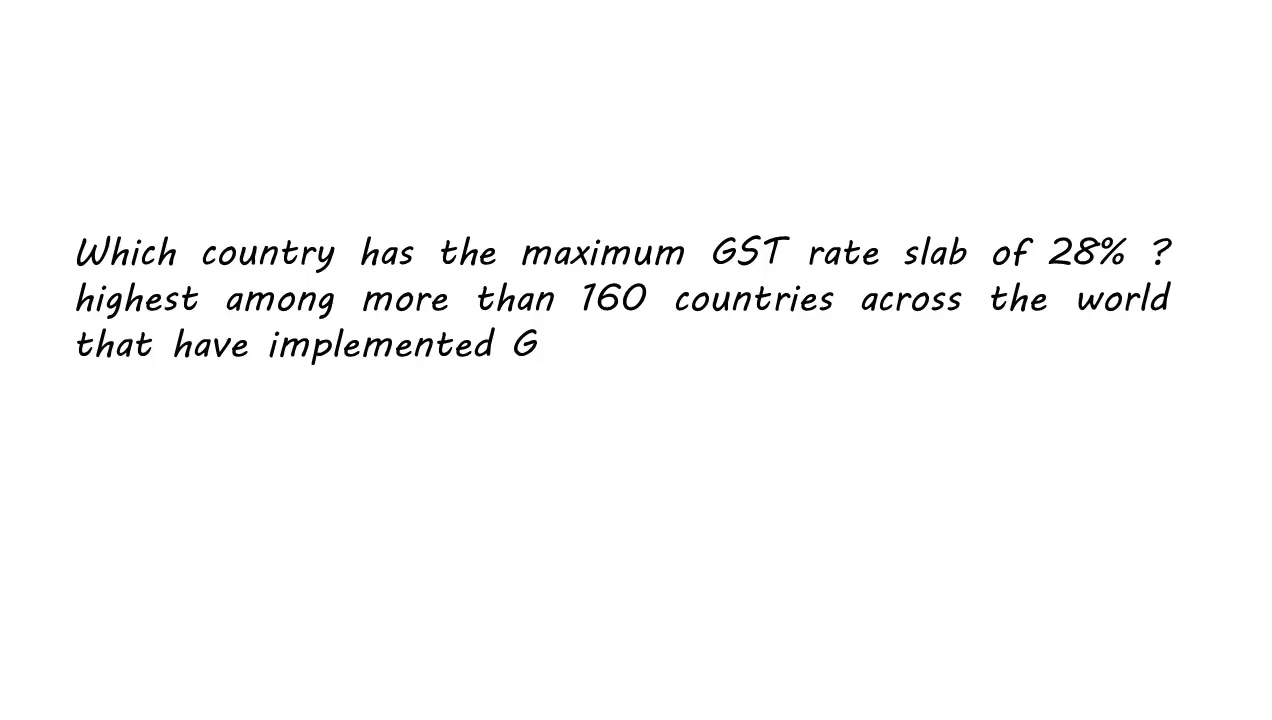 Which country has the maximum GST rate slab of 28% ?
highest among more than 160 countries across the world
that have implemented G